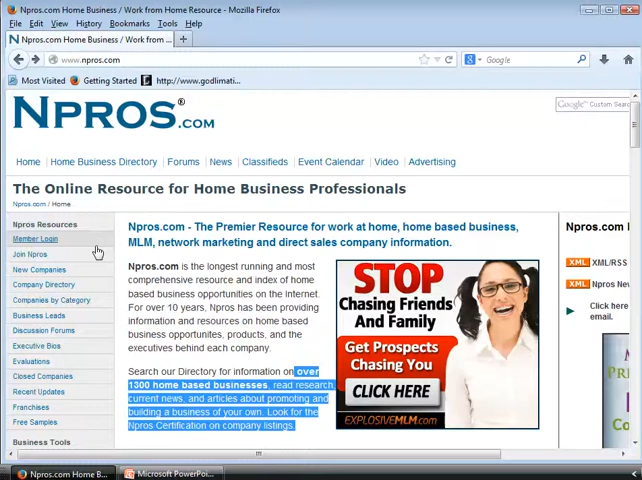 Npros.com Home Business / Work from Home Resource - Mozilla Firefox
File Edit View History Bookmarks Tools Help
Npros.com Home Business / Work from ...
www.npros.com
Google
Most Visited Getting Started http://www.godlimati...
NPROS.COM®
Google™ Custom Sear
Home Home Business Directory Forums News Classifieds Event Calendar Video Advertising
The Online Resource for Home Business Professionals
Npros.com / Home
Npros Resources
Member Login
Join Npros
New Companies
Company Directory
Companies by Category
Business Leads
Discussion Forums
Executive Bios
Evaluations
Closed Companies
Recent Updates
Franchises
Free Samples
Business Tools
Npros.com - The Premier Resource for work at home, home based business,
MLM, network marketing and direct sales company information.
Npros.com is the longest running and most
comprehensive resource and index of home
based business opportunities on the Internet.
For over 10 years, Npros has been providing
information and resources on home based
business opportunites, products, and the
executives behind each company.
Search our Directory for information on over
1300 home based businesses, read research,
current news, and articles about promoting and
building a business of your own. Look for the
Npros Certification on company listings.
STOP
Chasing Friends
And Family
Get Prospects
Chasing You
CLICK HERE
EXPLOSIVEMLM.COM
Npros.con
XML XML/RSS
XML Npros New
Click here
email.
Npros.com Home B... Microsoft PowerPoi...